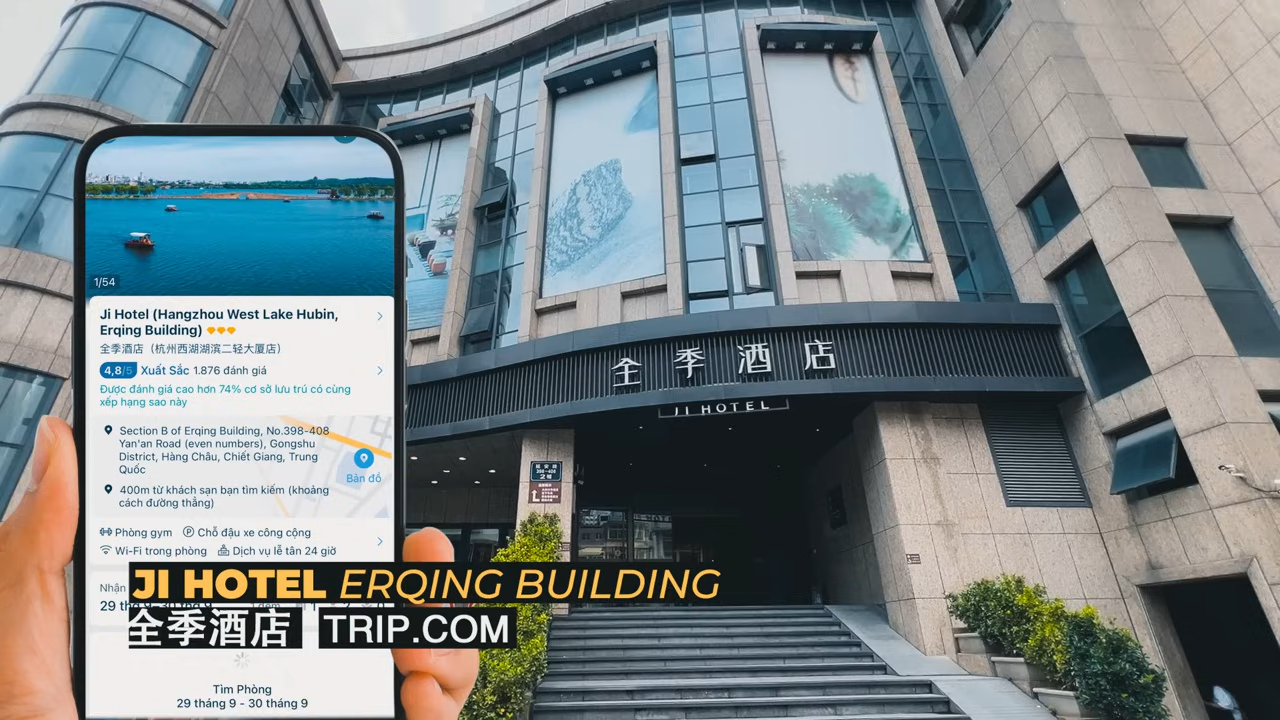 全季酒店
JI HOTEL
398-408
1/54
Ji Hotel (Hangzhou West Lake Hubin,
Erqing Building)
全季酒店（杭州西湖湖滨二轻大厦店）
4,8/5 Xuất Sắc 1.876 đánh giá
Được đánh giá cao hơn 74% cơ sở lưu trú có cùng
xếp hạng sao này
Section B of Erqing Building, No.398-408
Yan'an Road (even numbers), Gongshu
District, Hàng Châu, Chiết Giang, Trung
Quốc
Bản đồ
400m từ khách sạn bạn tìm
cách đường thẳng)
Phòng gym Chỗ đậu xe công cộng
Wi-Fi trong phòng Dịch vụ lễ tân 24 giờ
Nhận
JI HOTEL ERQING BUILDING
全季酒店 TRIP.COM
Tìm Phòng
29 tháng 9 - 30 tháng 9